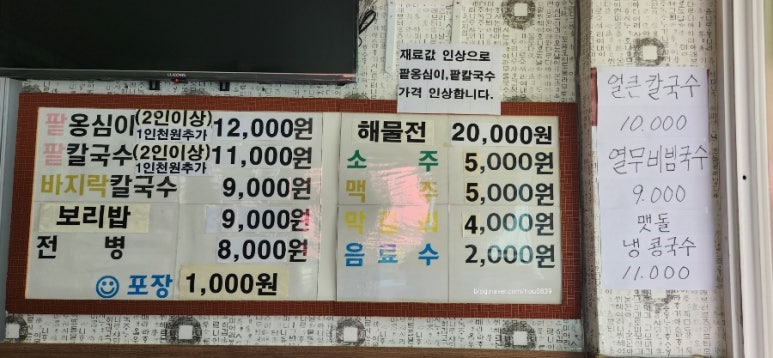 재료값 인상으로
팥옹심이,팥칼국수
가격 인상합니다.
팥옹심이(2인이상) 12,000원
1인천원추가
팥칼국수(2인이상) 11,000원
1인천원추가
바지락칼국수 9,000원
보리밥 9,000원
전병 8,000원
포장 1,000원
해물전 20,000원
소주 5,000원
맥주 5,000원
막걸리 4,000원
음료수 2,000원
blog.naver.com/hou0839
얼큰칼국수
10.000
열무비빔국수
9.000
맷돌
냉콩국수
11.000